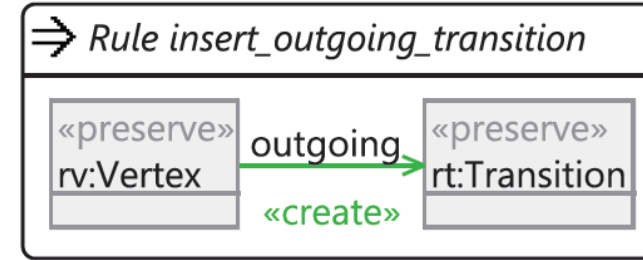 Rule insert_outgoing_transition
«preserve»
rv:Vertex
outgoing
«create»
«preserve»
rt:Transition